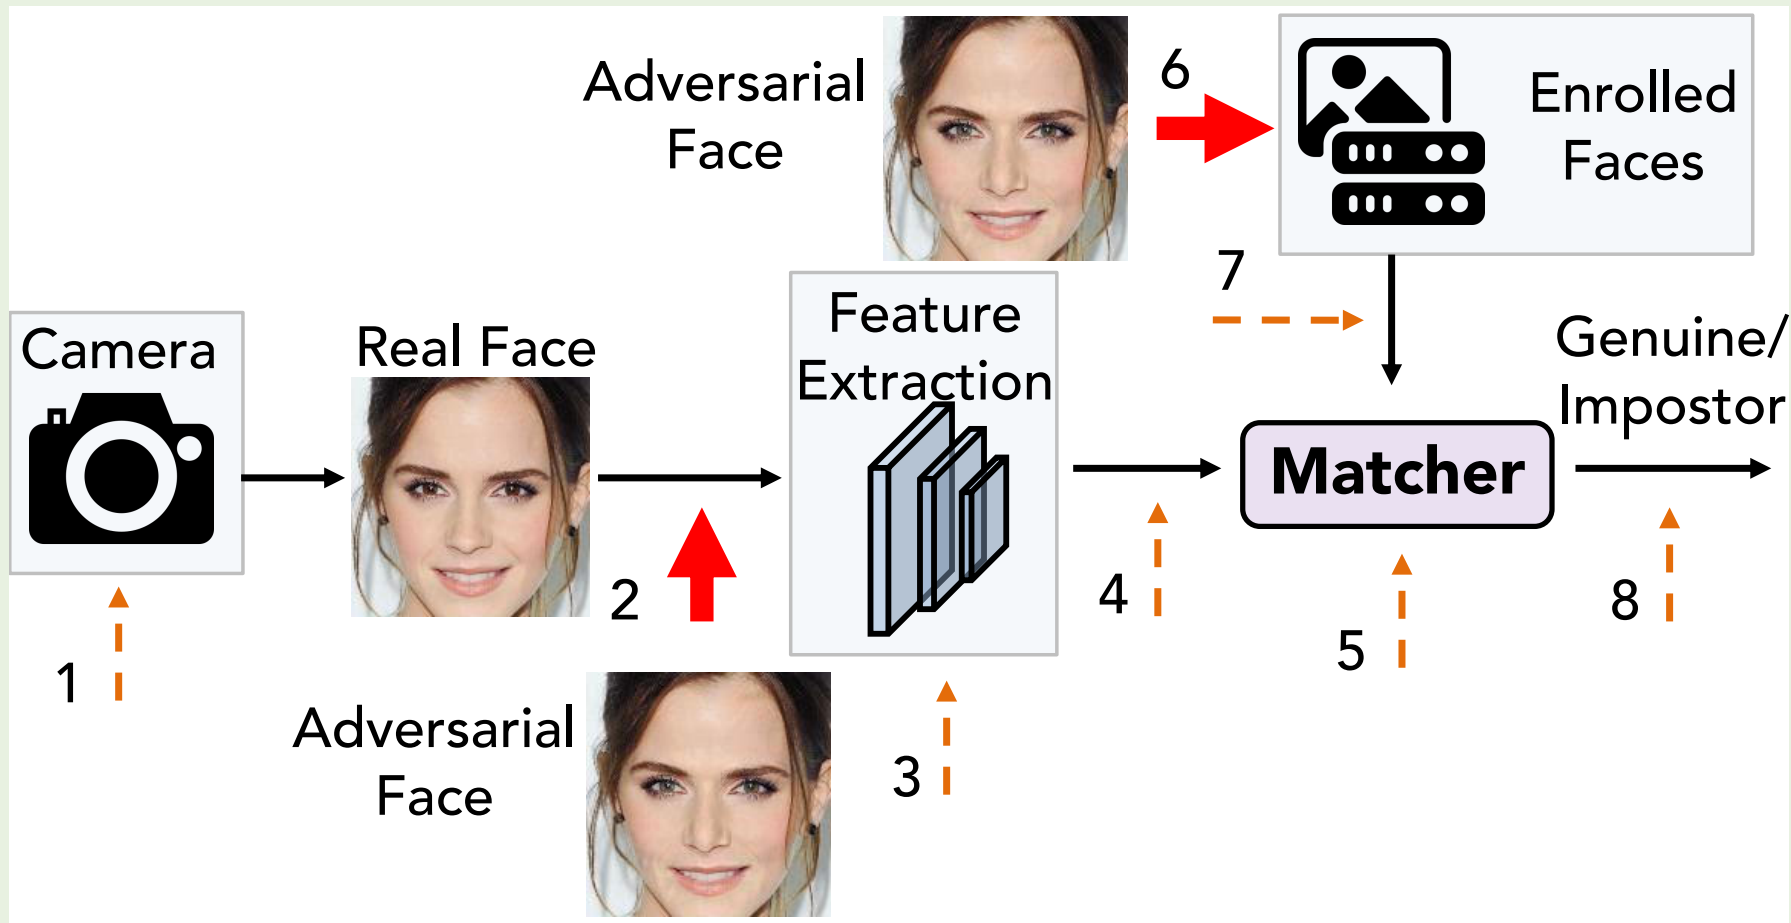 Adversarial
Face
6
Enrolled
Faces
7
Camera
Real Face
Feature
Extraction
Genuine/
Impostor
Matcher
1
2
3
4
5
8
Adversarial
Face